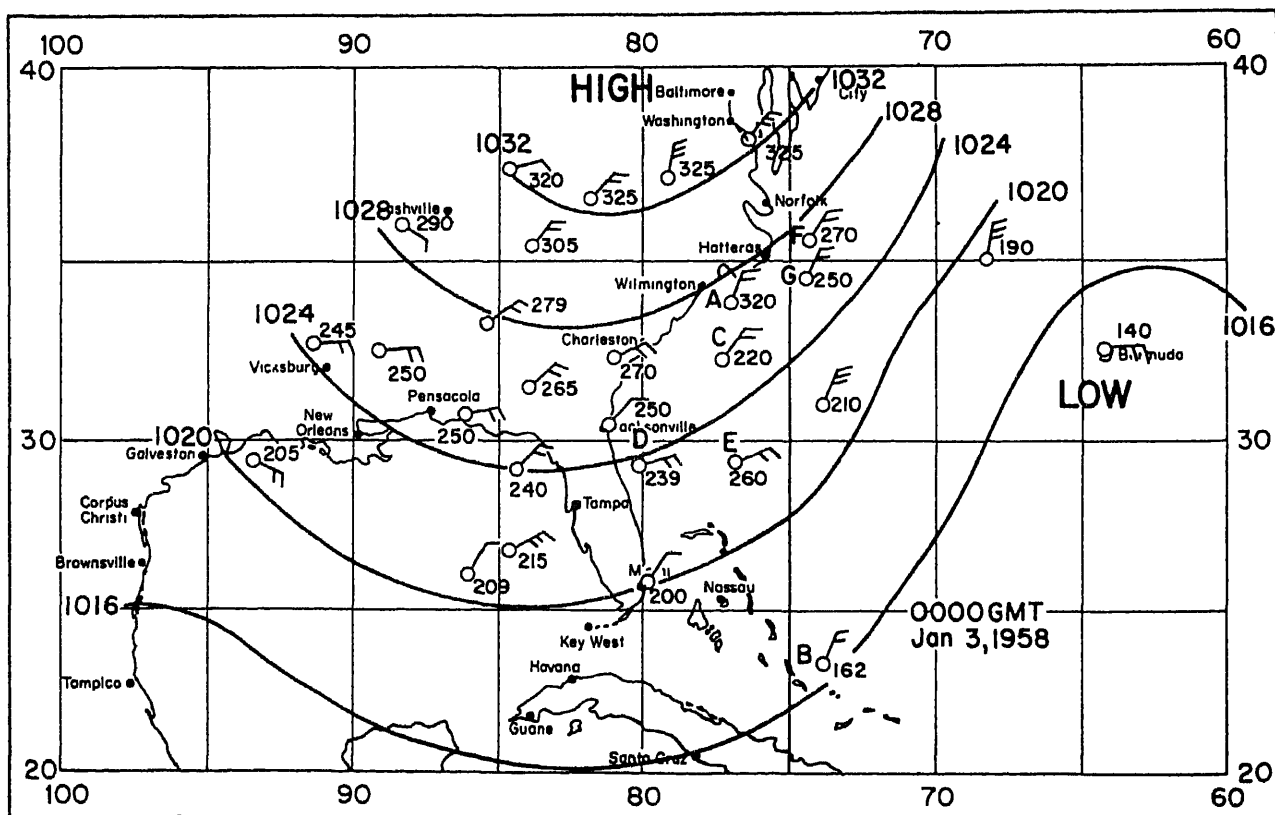 100 90 80 70 60
40 40
HIGH
Baltimore
1032
City
Washington
1028
325
1032
1024
320
325
325
1020
Norfolk
1028
290
305
Hatteras
F 270
190
G 250
Wilmington
A 320
279
1016
1024
245
140
Charleston
C
220
Vicksburg
250
270
265
LOW
Pensacola
250
210
New
Orleans
250
D
E
30 30
1020
Galveston
205
240
239
260
Corpus
Christi
Tampa
215
Brownsville
209
200
Nassau
1016
0000 GMT
Jan 3, 1958
Key West
B
162
Havana
Tampico
Guane
Santa Cruz
20 20
100 90 80 70 60